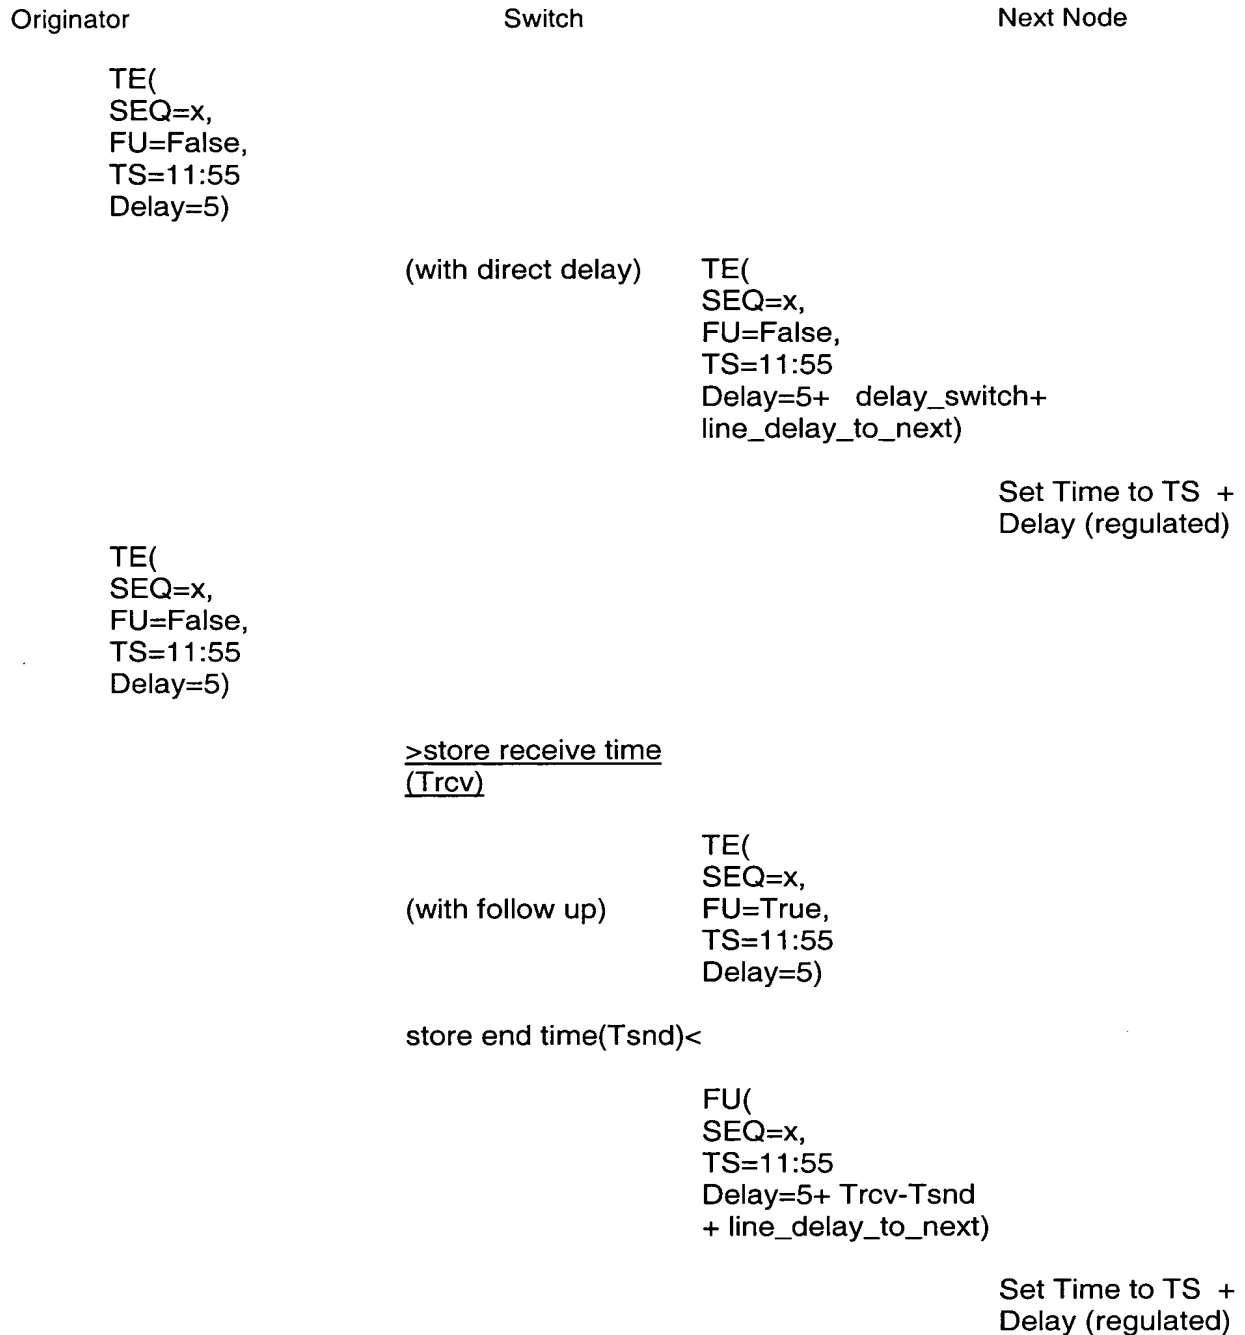 Originator Switch Next Node
TE(
SEQ=x,
FU=False,
TS=11:55
Delay=5)
(with direct delay) TE(
SEQ=x,
FU=False,
TS=11:55
Delay=5+ delay_switch+
line_delay_to_next)
Set Time to TS +
Delay (regulated)
TE(
SEQ=x,
FU=False,
TS=11:55
Delay=5)
>store receive time
(Trcv)
TE(
SEQ=x,
(with follow up) FU=True,
TS=11:55
Delay=5)
store end time(Tsnd)<
FU(
SEQ=x,
TS=11:55
Delay=5+ Trcv-Tsnd
+ line_delay_to_next)
Set Time to TS +
Delay (regulated)